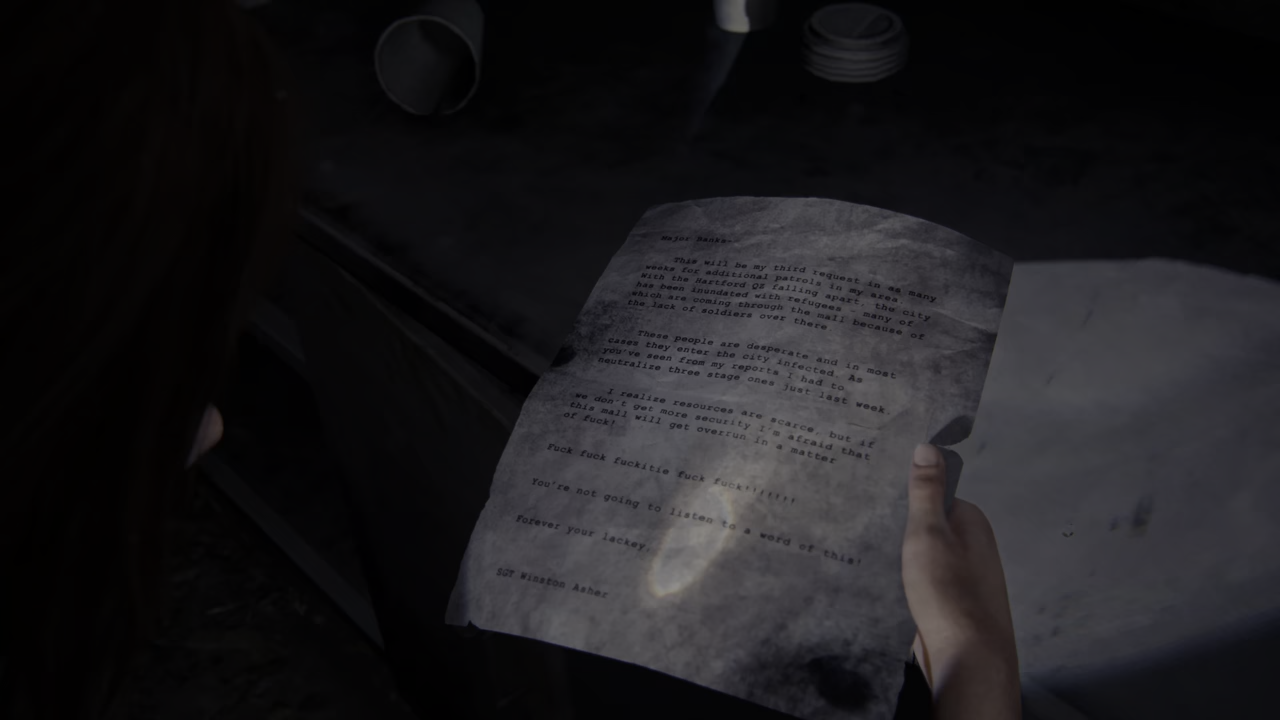 Major Banks-
This will be my third request in as many
weeks for additional patrols in my area.
With the Hartford QZ falling apart, the city
has been inundated with refugees - many of
which are coming through the mall because of
the lack of soldiers over there
These people are desperate and in most
cases they enter the city infected. As
you've seen from my reports I had to
neutralize three stage ones just last week.
I realize resources are scarce, but if
we don't get more security I'm afraid that
this mall will get overrun in a matter
of fuck!
Fuck fuck fuckitie fuck fuck!!!!!!!
You're not going to listen to a word of this!
Forever your lackey,
SGT Winston Asher